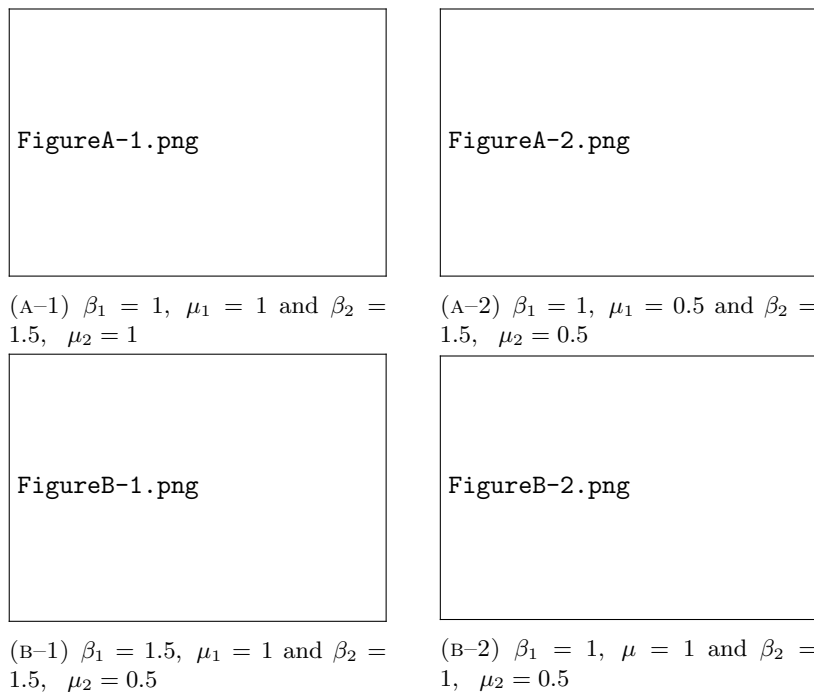 FigureA-1.png
FigureA-2.png
(A–1) β₁ = 1, μ₁ = 1 and β₂ =
1.5, μ₂ = 1
(A–2) β₁ = 1, μ₁ = 0.5 and β₂ =
1.5, μ₂ = 0.5
FigureB-1.png
FigureB-2.png
(B–1) β₁ = 1.5, μ₁ = 1 and β₂ =
1.5, μ₂ = 0.5
(B–2) β₁ = 1, μ = 1 and β₂ =
1, μ₂ = 0.5